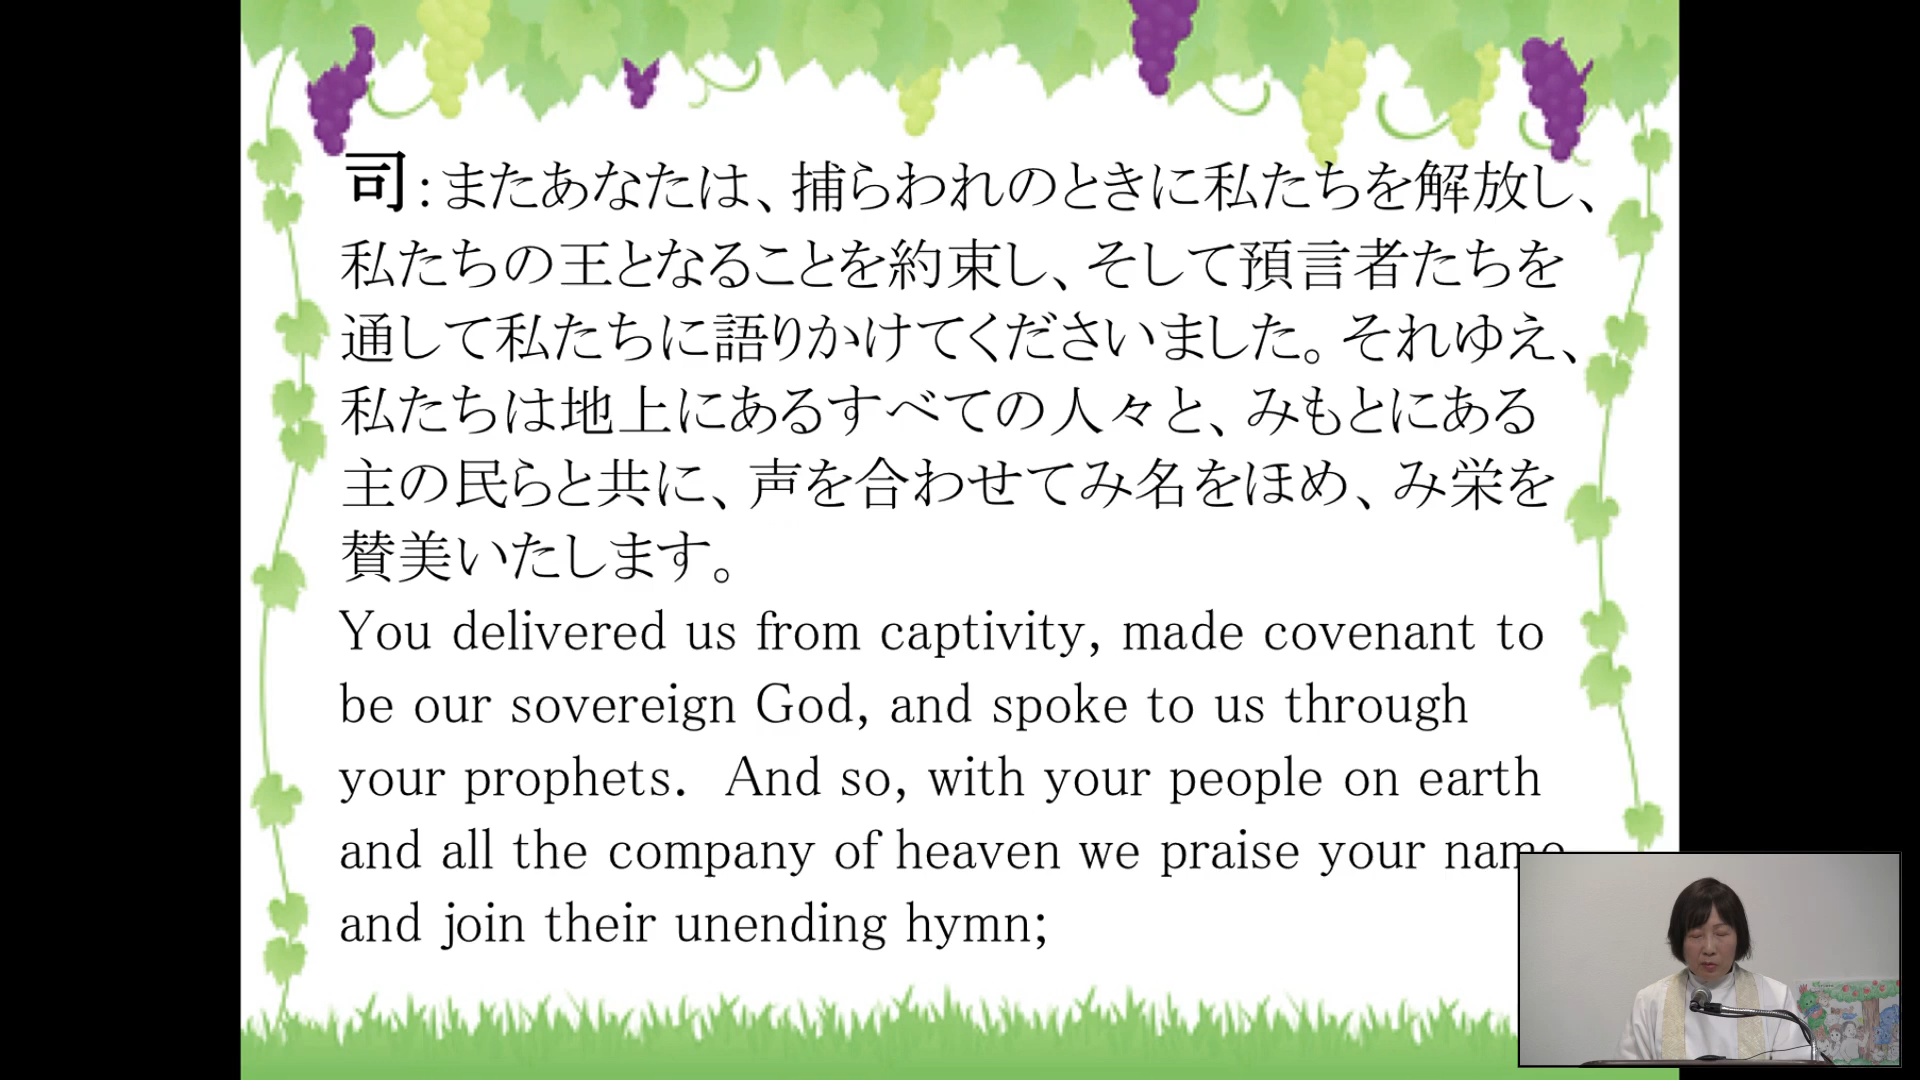 司：またあなたは、捕らわれのときに私たちを解放し、
私たちの王となることを約束し、そして預言者たちを
通して私たちに語りかけてくださいました。それゆえ、
私たちは地上にあるすべての人々と、みもとにある
主の民らと共に、声を合わせてみ名をほめ、み栄を
賛美いたします。
You delivered us from captivity, made covenant to
be our sovereign God, and spoke to us through
your prophets.  And so, with your people on earth
and all the company of heaven we praise your name
and join their unending hymn;